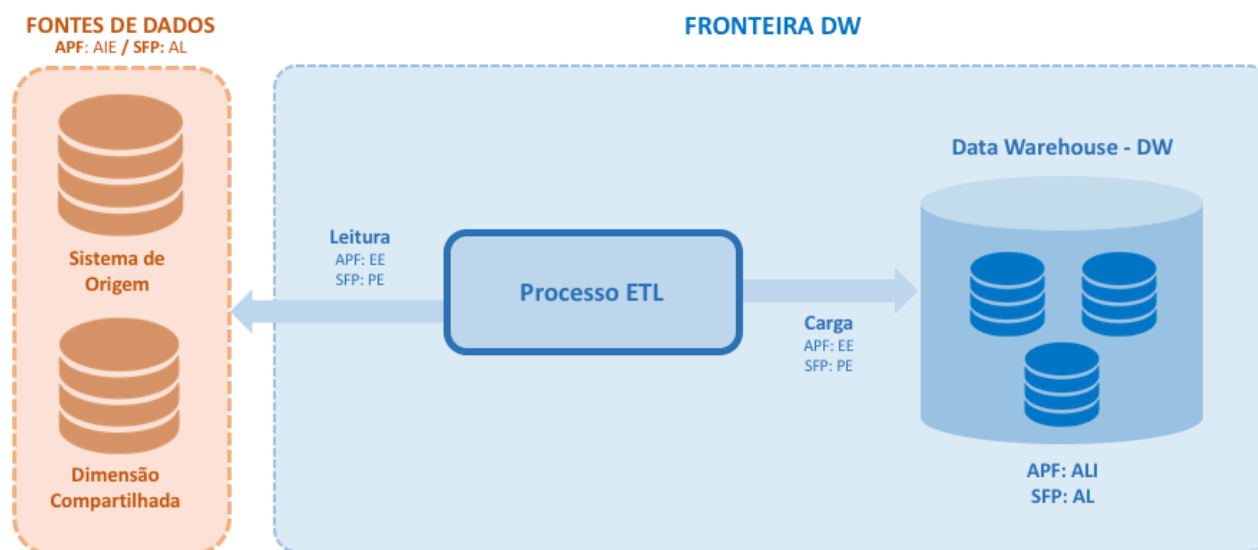 FONTES DE DADOS
APF: AIE / SFP: AL
FRONTEIRA DW
Sistema de
Origem
Dimensão
Compartilhada
Leitura
APF: EE
SFP: PE
Processo ETL
Carga
APF: EE
SFP: PE
Data Warehouse - DW
APF: ALI
SFP: AL